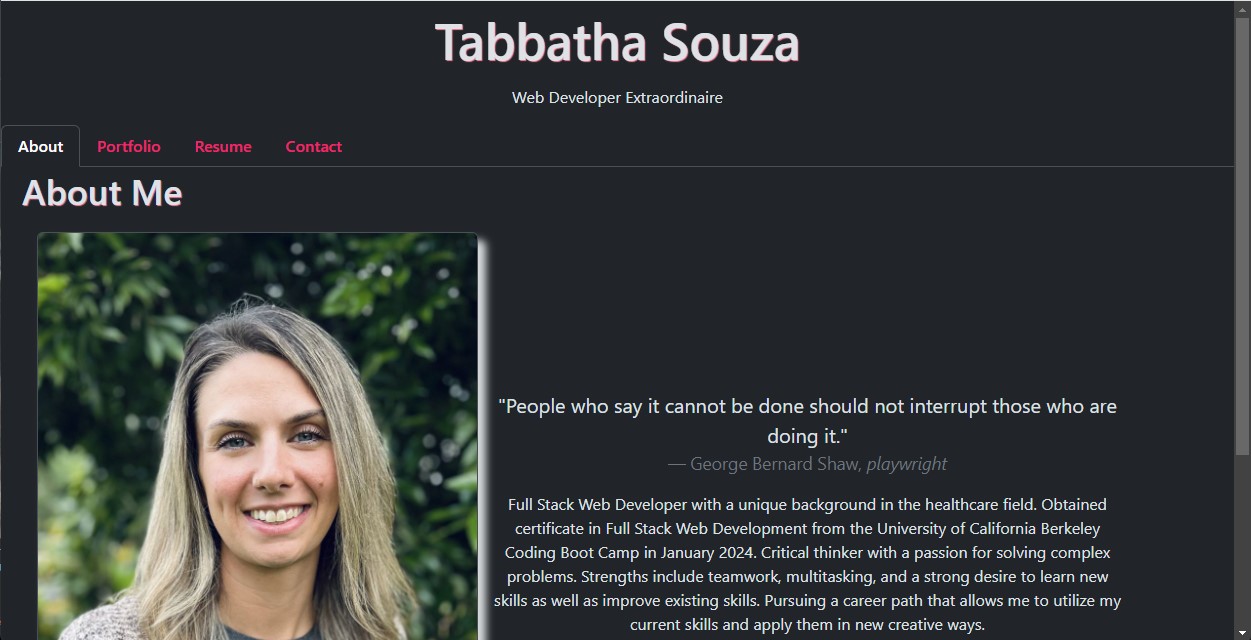 Tabbatha Souza
Web Developer Extraordinaire
About Portfolio Resume Contact
About Me
"People who say it cannot be done should not interrupt those who are
doing it."
— George Bernard Shaw, playwright
Full Stack Web Developer with a unique background in the healthcare field. Obtained
certificate in Full Stack Web Development from the University of California Berkeley
Coding Boot Camp in January 2024. Critical thinker with a passion for solving complex
problems. Strengths include teamwork, multitasking, and a strong desire to learn new
skills as well as improve existing skills. Pursuing a career path that allows me to utilize my
current skills and apply them in new creative ways.